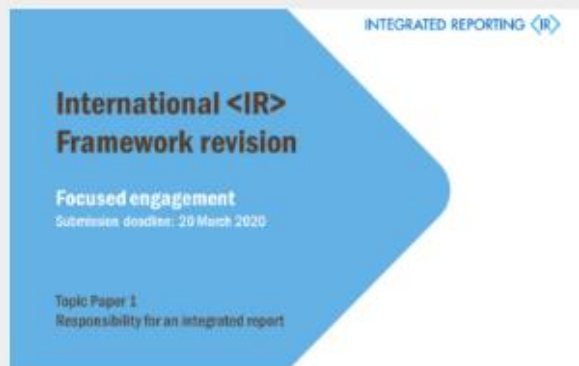 INTEGRATED REPORTING <IR>
International <IR>
Framework revision
Focused engagement
Submission deadline: 20 March 2020
Topic Paper 1
Responsibility for an integrated report